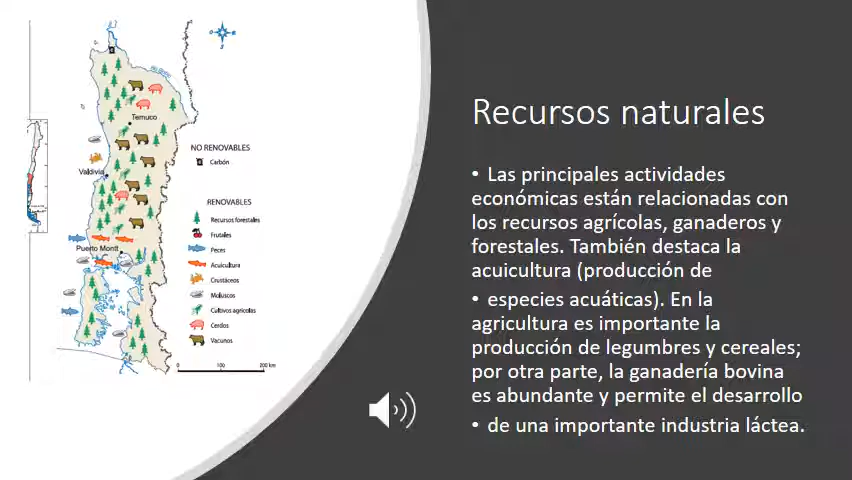 Temuco
Valdivia
Puerto Montt
NO RENOVABLES
Carbón
RENOVABLES
Recursos forestales
Frutales
Peces
Acuicultura
Crustáceos
Moluscos
Cultivos agrícolas
Cerdos
Vacunos
0 100 200 km
Recursos naturales
• Las principales actividades
económicas están relacionadas con
los recursos agrícolas, ganaderos y
forestales. También destaca la
acuicultura (producción de
• especies acuáticas). En la
agricultura es importante la
producción de legumbres y cereales;
por otra parte, la ganadería bovina
es abundante y permite el desarrollo
• de una importante industria láctea.